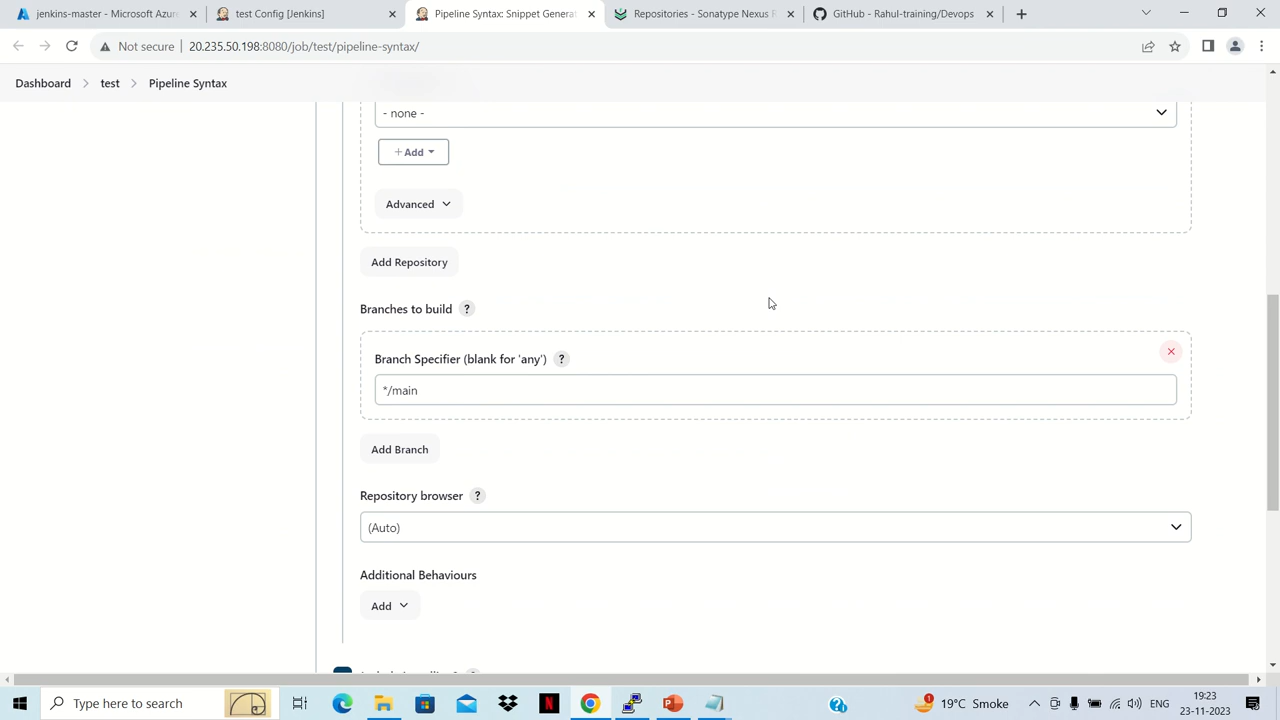 jenkins-master - Microsoft Azur
test Config [Jenkins]
Pipeline Syntax: Snippet Generat
Repositories - Sonatype Nexus R
GitHub - Rahul-training/Devops
Not secure
20.235.50.198:8080/job/test/pipeline-syntax/
Dashboard
test
Pipeline Syntax
- none -
+ Add
Advanced
Add Repository
Branches to build ?
Branch Specifier (blank for 'any') ?
*/main
Add Branch
Repository browser ?
(Auto)
Additional Behaviours
Add
Type here to search
1
19°C Smoke
ENG
19:23
23-11-2023